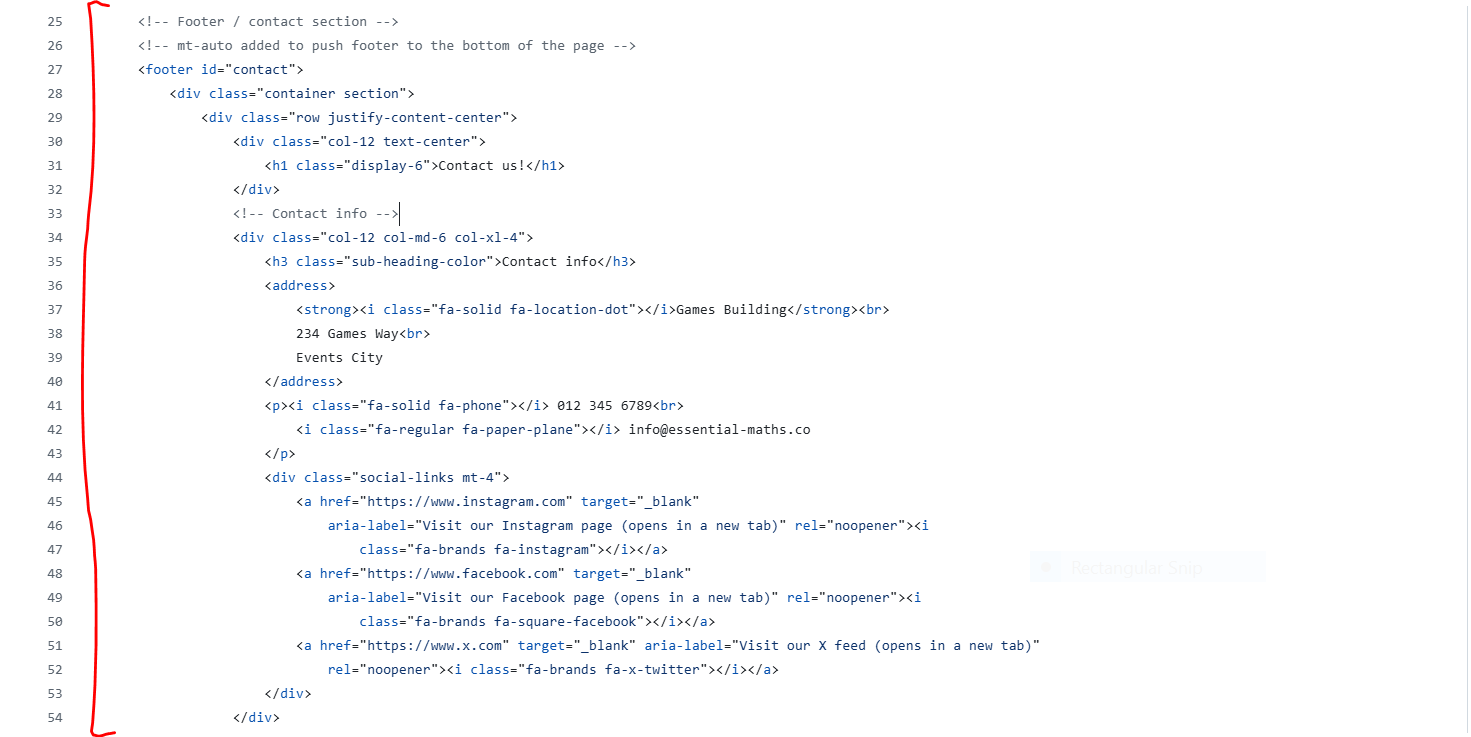 25 <!-- Footer / contact section -->
26 <!-- mt-auto added to push footer to the bottom of the page -->
27 <footer id="contact">
28 <div class="container section">
29 <div class="row justify-content-center">
30 <div class="col-12 text-center">
31 <h1 class="display-6">Contact us!</h1>
32 </div>
33 <!-- Contact info -->
34 <div class="col-12 col-md-6 col-xl-4">
35 <h3 class="sub-heading-color">Contact info</h3>
36 <address>
37 <strong><i class="fa-solid fa-location-dot"></i>Games Building</strong><br>
38 234 Games Way<br>
39 Events City
40 </address>
41 <p><i class="fa-solid fa-phone"></i> 012 345 6789<br>
42 <i class="fa-regular fa-paper-plane"></i> info@essential-maths.co
43 </p>
44 <div class="social-links mt-4">
45 <a href="https://www.instagram.com" target="_blank"
46 aria-label="Visit our Instagram page (opens in a new tab)" rel="noopener"><i
47 class="fa-brands fa-instagram"></i></a>
48 <a href="https://www.facebook.com" target="_blank"
49 aria-label="Visit our Facebook page (opens in a new tab)" rel="noopener"><i
50 class="fa-brands fa-square-facebook"></i></a>
51 <a href="https://www.x.com" target="_blank" aria-label="Visit our X feed (opens in a new tab)"
52 rel="noopener"><i class="fa-brands fa-x-twitter"></i></a>
53 </div>
54 </div>
Rectangular Snip